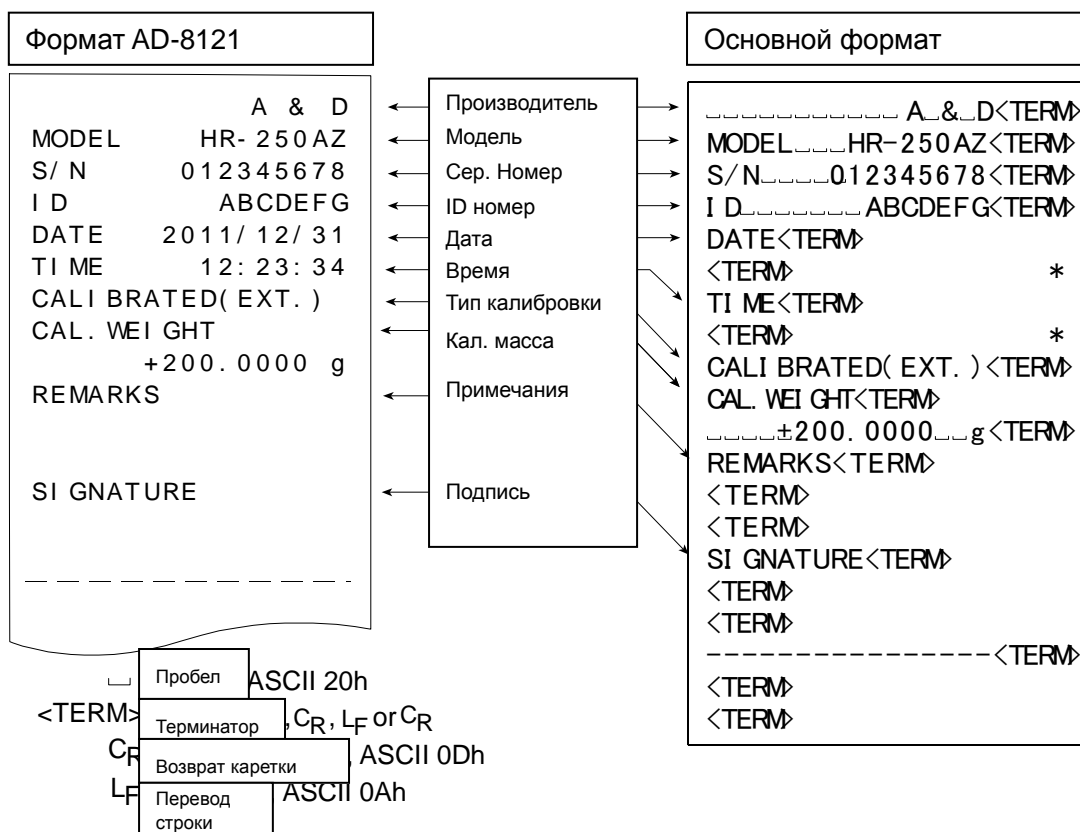 Формат AD-8121
A & D
MODEL HR-250AZ
S/N 012345678
ID ABCDEFG
DATE 2011/12/31
TIME 12:23:34
CALIBRATED(EXT.)
CAL.WEIGHT
+200.0000 g
REMARKS
SIGNATURE
Производитель
Модель
Сер. Номер
ID номер
Дата
Время
Тип калибровки
Кал. масса
Примечания
Подпись
Основной формат
␣␣␣␣␣␣␣␣␣␣␣ A␣&␣D<TERM>
MODEL␣␣␣HR-250AZ<TERM>
S/N␣␣␣␣012345678<TERM>
ID␣␣␣␣␣␣␣ABCDEFG<TERM>
DATE<TERM>
<TERM> *
TIME<TERM>
<TERM> *
CALIBRATED(EXT.)<TERM>
CAL.WEIGHT<TERM>
␣␣␣␣±200.0000␣␣g<TERM>
REMARKS<TERM>
<TERM>
<TERM>
SIGNATURE<TERM>
<TERM>
<TERM>
----------------<TERM>
<TERM>
<TERM>
␣ Пробел ASCII 20h
<TERM> Терминатор , CR, LF or CR
CR Возврат каретки , ASCII 0Dh
LF Перевод строки ASCII 0Ah